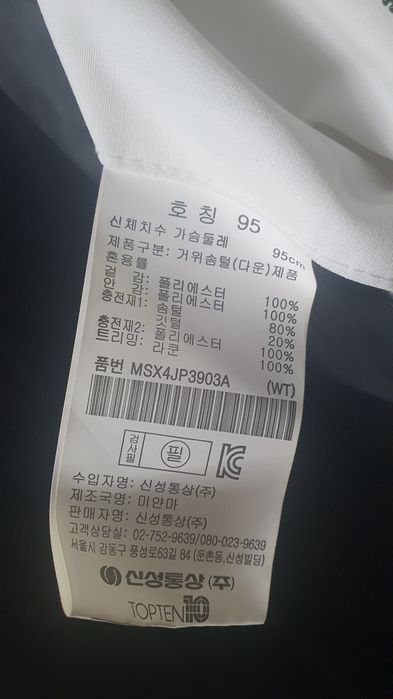 호칭 95
신체치수 가슴둘레 95cm
제품구분: 거위솜털(다운)제품
혼용률
겉 감: 폴리에스터 100%
안 감: 폴리에스터 100%
충전재1: 솜털 80%
깃털 20%
충전재2: 폴리에스터 100%
트리밍: 라쿤 100%
품번 MSX4JP3903A (WT)
검사필 필
수입자명: 신성통상(주)
제조국명: 미얀마
판매자명: 신성통상(주)
고객상담실: 02-752-9639/080-023-9639
서울시 강동구 풍성로63길 84 (둔촌동,신성빌딩)
신성통상(주)
TOPTEN10